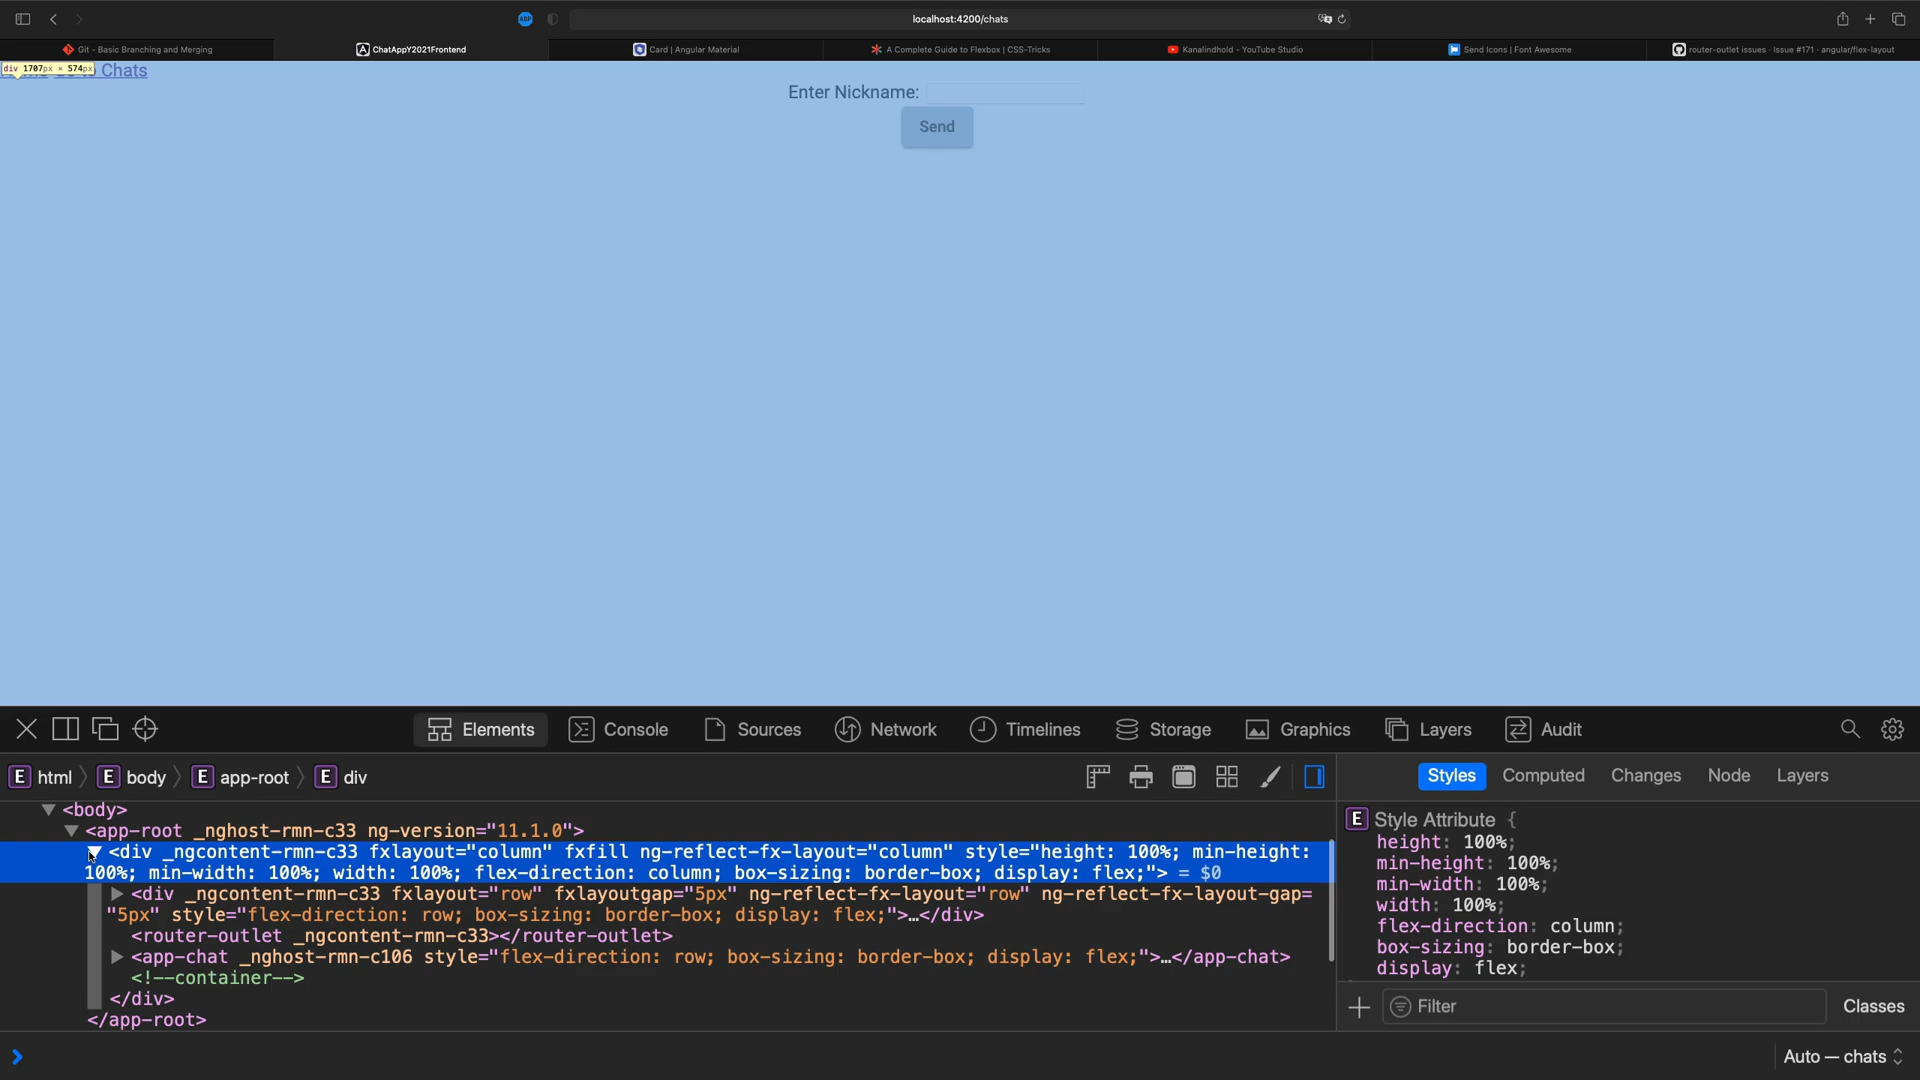 ABP
localhost:4200/chats
Git - Basic Branching and Merging
ChatAppY2021Frontend
Card | Angular Material
A Complete Guide to Flexbox | CSS-Tricks
Kanalindhold - YouTube Studio
Send Icons | Font Awesome
router-outlet issues · Issue #171 · angular/flex-layout
div 1707px × 574px
Chats
Enter Nickname:
Send
Elements
Console
Sources
Network
Timelines
Storage
Graphics
Layers
Audit
E html
E body
E app-root
E div
Styles
Computed
Changes
Node
Layers
<body>
<app-root _nghost-rmn-c33 ng-version="11.1.0">
<div _ngcontent-rmn-c33 fxlayout="column" fxfill ng-reflect-fx-layout="column" style="height: 100%; min-height:
100%; min-width: 100%; width: 100%; flex-direction: column; box-sizing: border-box; display: flex;"> = $0
<div _ngcontent-rmn-c33 fxlayout="row" fxlayoutgap="5px" ng-reflect-fx-layout="row" ng-reflect-fx-layout-gap=
"5px" style="flex-direction: row; box-sizing: border-box; display: flex;">…</div>
<router-outlet _ngcontent-rmn-c33></router-outlet>
<app-chat _nghost-rmn-c106 style="flex-direction: row; box-sizing: border-box; display: flex;">…</app-chat>
<!--container-->
</div>
</app-root>
E Style Attribute {
height: 100%;
min-height: 100%;
min-width: 100%;
width: 100%;
flex-direction: column;
box-sizing: border-box;
display: flex;
Filter
Classes
Auto — chats